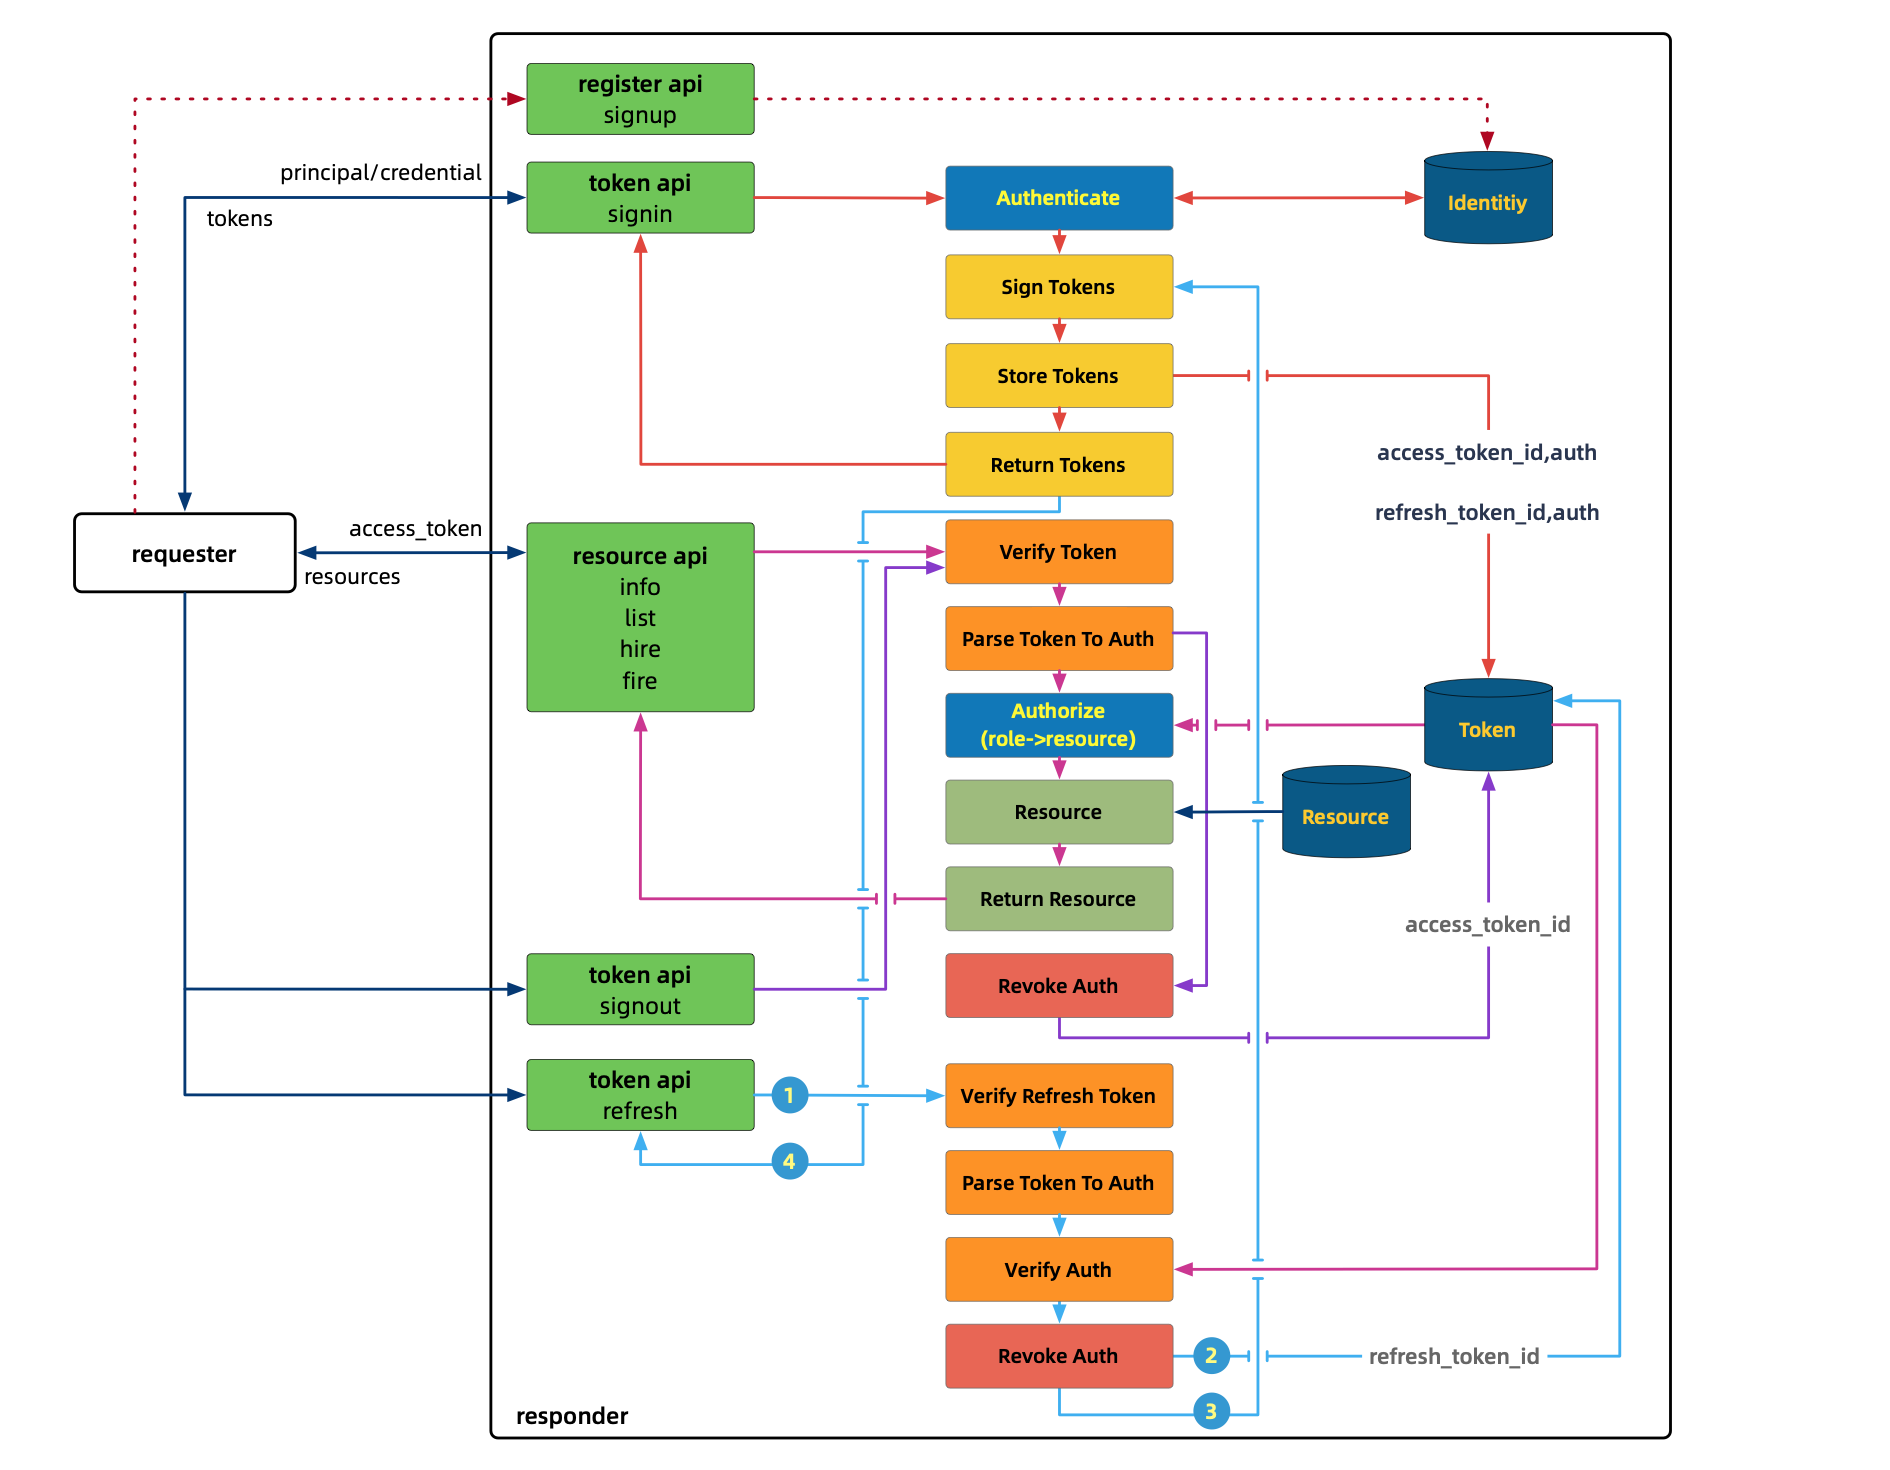 register api
signup
principal/credential
tokens
token api
signin
Authenticate
Identitiy
Sign Tokens
Store Tokens
Return Tokens
access_token_id,auth
refresh_token_id,auth
requester
access_token
resources
resource api
info
list
hire
fire
Verify Token
Parse Token To Auth
Authorize
(role->resource)
Token
Resource
Resource
Return Resource
access_token_id
token api
signout
Revoke Auth
token api
refresh
1
4
Verify Refresh Token
Parse Token To Auth
Verify Auth
Revoke Auth
2
refresh_token_id
3
responder